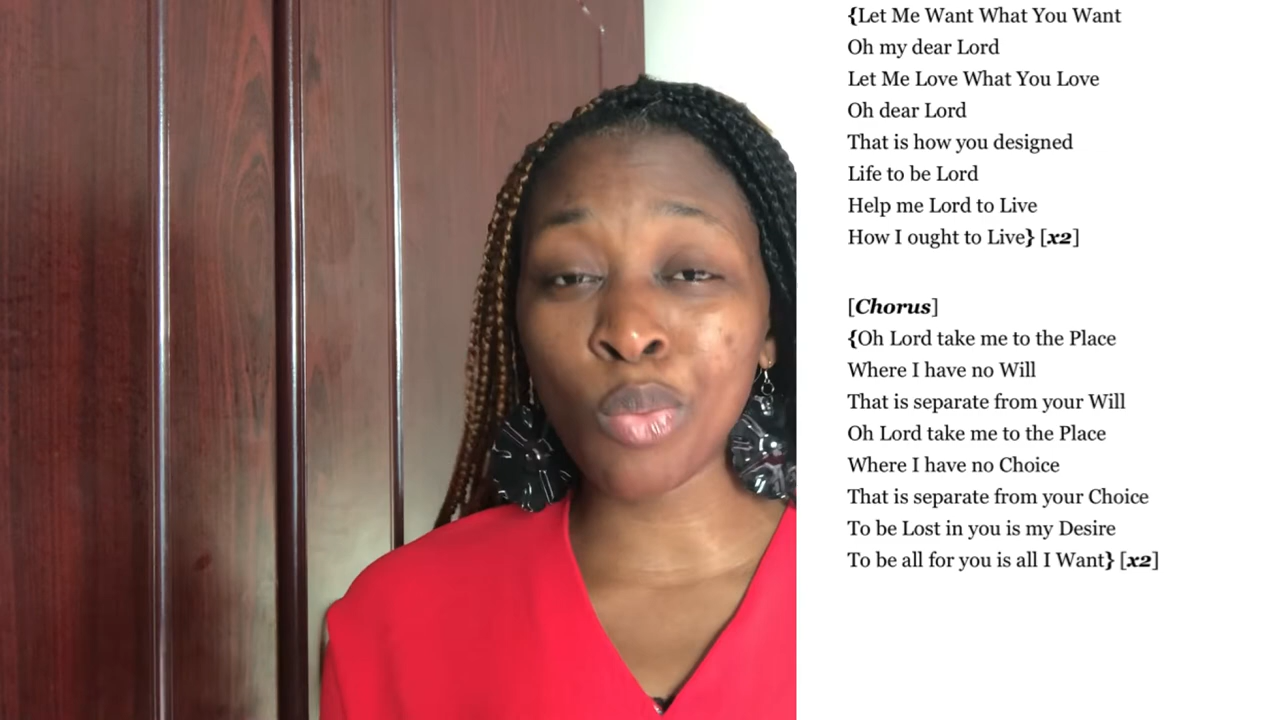 {Let Me Want What You Want
Oh my dear Lord
Let Me Love What You Love
Oh dear Lord
That is how you designed
Life to be Lord
Help me Lord to Live
How I ought to Live} [x2]
[Chorus]
{Oh Lord take me to the Place
Where I have no Will
That is separate from your Will
Oh Lord take me to the Place
Where I have no Choice
That is separate from your Choice
To be Lost in you is my Desire
To be all for you is all I Want} [x2]